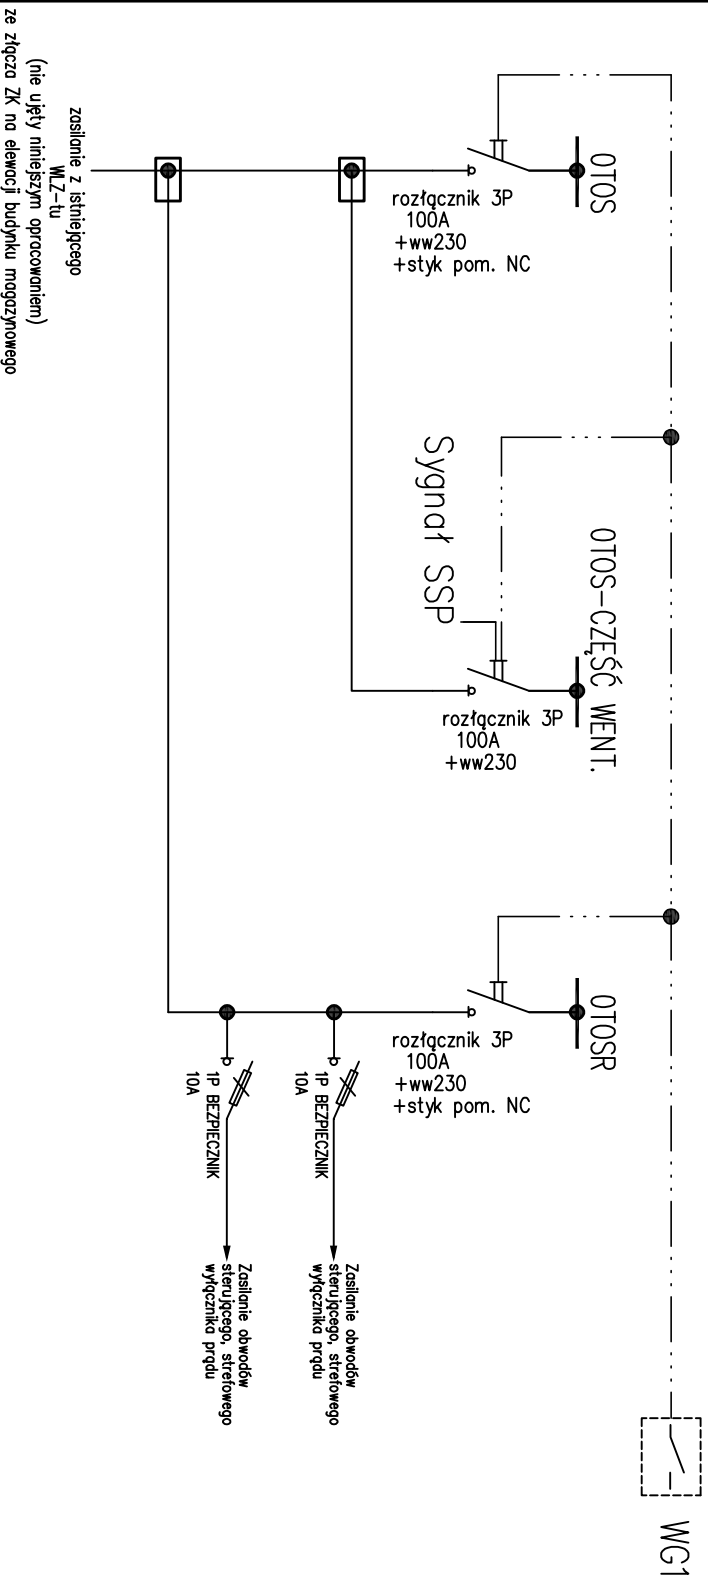 OTOS
rozłącznik 3P
100A
+ww230
+styk pom. NC
zasilanie z istniejącego
WLZ-tu
(nie ujęty niniejszym opracowaniem)
ze złącza ZK na elewacji budynku magazynowego
OTOS-CZĘŚĆ WENT.
Sygnał SSP
rozłącznik 3P
100A
+ww230
OTOSR
rozłącznik 3P
100A
+ww230
+styk pom. NC
1P BEZPIECZNIK
10A
1P BEZPIECZNIK
10A
Zasilanie obwodów
sterującego, strefowego
wyłącznika prądu
Zasilanie obwodów
sterującego, strefowego
wyłącznika prądu
WG1